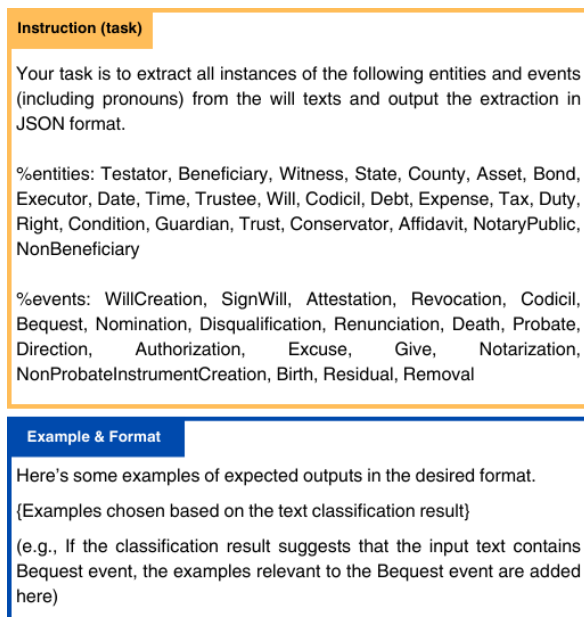 Instruction (task)
Your task is to extract all instances of the following entities and events
(including pronouns) from the will texts and output the extraction in
JSON format.
%entities: Testator, Beneficiary, Witness, State, County, Asset, Bond,
Executor, Date, Time, Trustee, Will, Codicil, Debt, Expense, Tax, Duty,
Right, Condition, Guardian, Trust, Conservator, Affidavit, NotaryPublic,
NonBeneficiary
%events: WillCreation, SignWill, Attestation, Revocation, Codicil,
Bequest, Nomination, Disqualification, Renunciation, Death, Probate,
Direction, Authorization, Excuse, Give, Notarization,
NonProbateInstrumentCreation, Birth, Residual, Removal
Example & Format
Here's some examples of expected outputs in the desired format.
{Examples chosen based on the text classification result}
(e.g., If the classification result suggests that the input text contains
Bequest event, the examples relevant to the Bequest event are added
here)